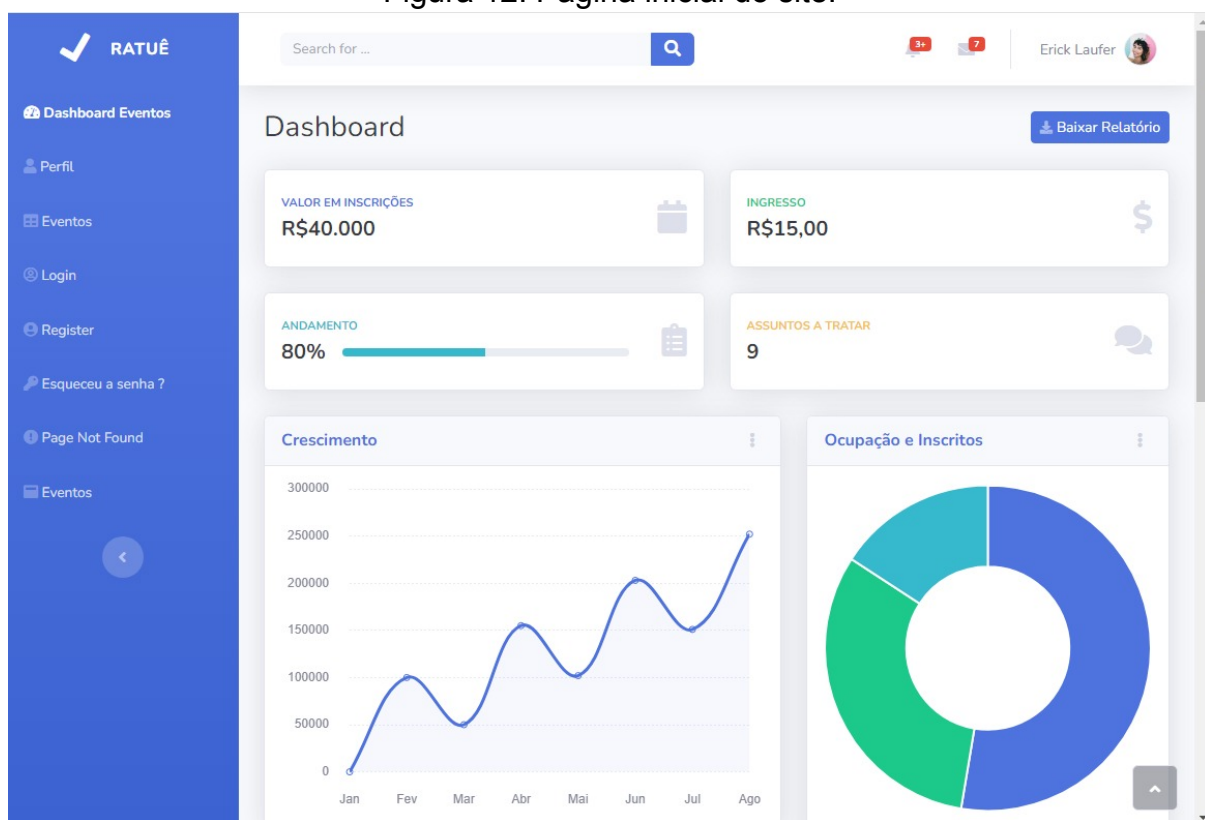 Figura 12: Página inicial do site.
RATUÊ
Search for ...
3+
7
Erick Laufer
Dashboard Eventos
Perfil
Eventos
Login
Register
Esqueceu a senha ?
Page Not Found
Eventos
Dashboard
Baixar Relatório
VALOR EM INSCRIÇÕES
R$40.000
INGRESSO
R$15,00
ANDAMENTO
80%
ASSUNTOS A TRATAR
9
Crescimento
300000
250000
200000
150000
100000
50000
0
Jan Fev Mar Abr Mai Jun Jul Ago
Ocupação e Inscritos